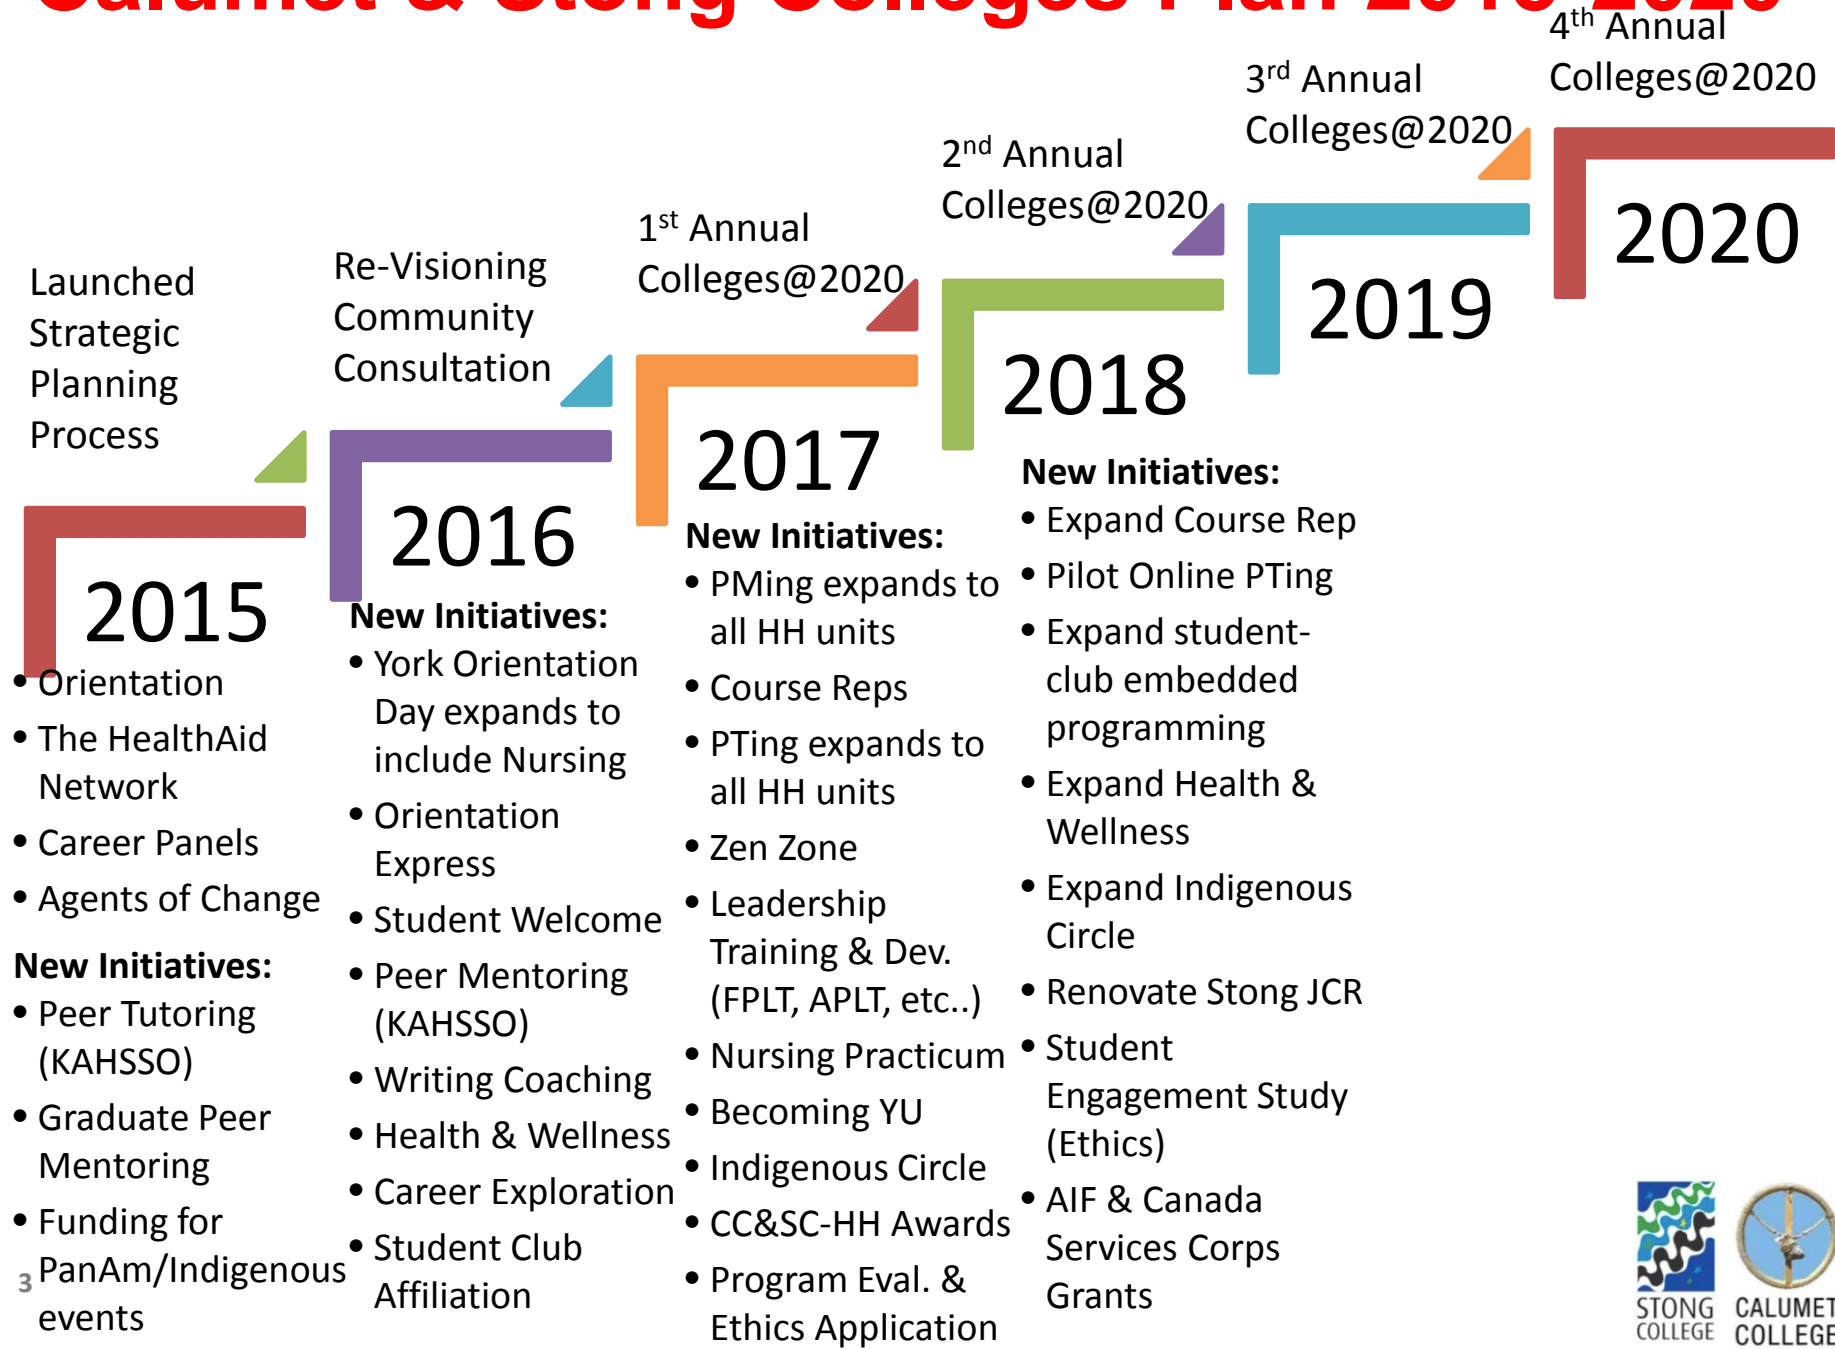 Calumet & Stong Colleges Plan 2015-2020
Launched
Strategic
Planning
Process
2015
• Orientation
• The HealthAid
Network
• Career Panels
• Agents of Change
New Initiatives:
• Peer Tutoring
(KAHSSO)
• Graduate Peer
Mentoring
• Funding for
PanAm/Indigenous
events
Re-Visioning
Community
Consultation
2016
New Initiatives:
• York Orientation
Day expands to
include Nursing
• Orientation
Express
• Student Welcome
• Peer Mentoring
(KAHSSO)
• Writing Coaching
• Health & Wellness
• Career Exploration
• Student Club
Affiliation
1st Annual
Colleges@2020
2017
New Initiatives:
• PMing expands to
all HH units
• Course Reps
• PTing expands to
all HH units
• Zen Zone
• Leadership
Training & Dev.
(FPLT, APLT, etc..)
• Nursing Practicum
• Becoming YU
• Indigenous Circle
• CC&SC-HH Awards
• Program Eval. &
Ethics Application
2nd Annual
Colleges@2020
2018
New Initiatives:
• Expand Course Rep
• Pilot Online PTing
• Expand student-
club embedded
programming
• Expand Health &
Wellness
• Expand Indigenous
Circle
• Renovate Stong JCR
• Student
Engagement Study
(Ethics)
• AIF & Canada
Services Corps
Grants
3rd Annual
Colleges@2020
2019
4th Annual
Colleges@2020
2020
3
STONG
COLLEGE
CALUMET
COLLEGE